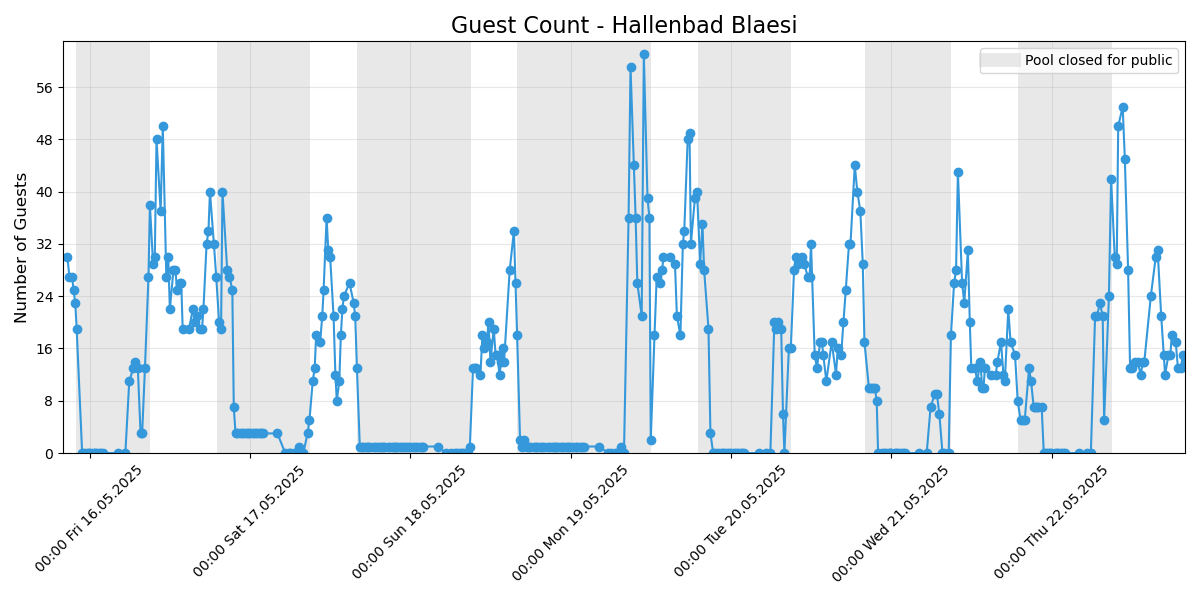 Guest Count - Hallenbad Blaesi
Pool closed for public
Number of Guests
56
48
40
32
24
16
8
0
00:00 Fri 16.05.2025
00:00 Sat 17.05.2025
00:00 Sun 18.05.2025
00:00 Mon 19.05.2025
00:00 Tue 20.05.2025
00:00 Wed 21.05.2025
00:00 Thu 22.05.2025